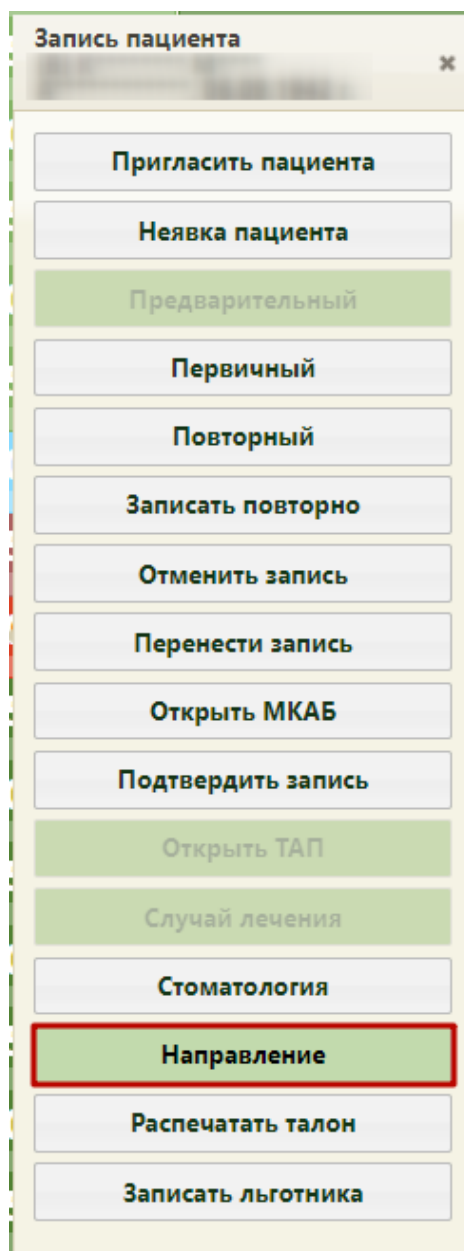 Запись пациента
Пригласить пациента
Неявка пациента
Предварительный
Первичный
Повторный
Записать повторно
Отменить запись
Перенести запись
Открыть МКАБ
Подтвердить запись
Открыть ТАП
Случай лечения
Стоматология
Направление
Распечатать талон
Записать льготника